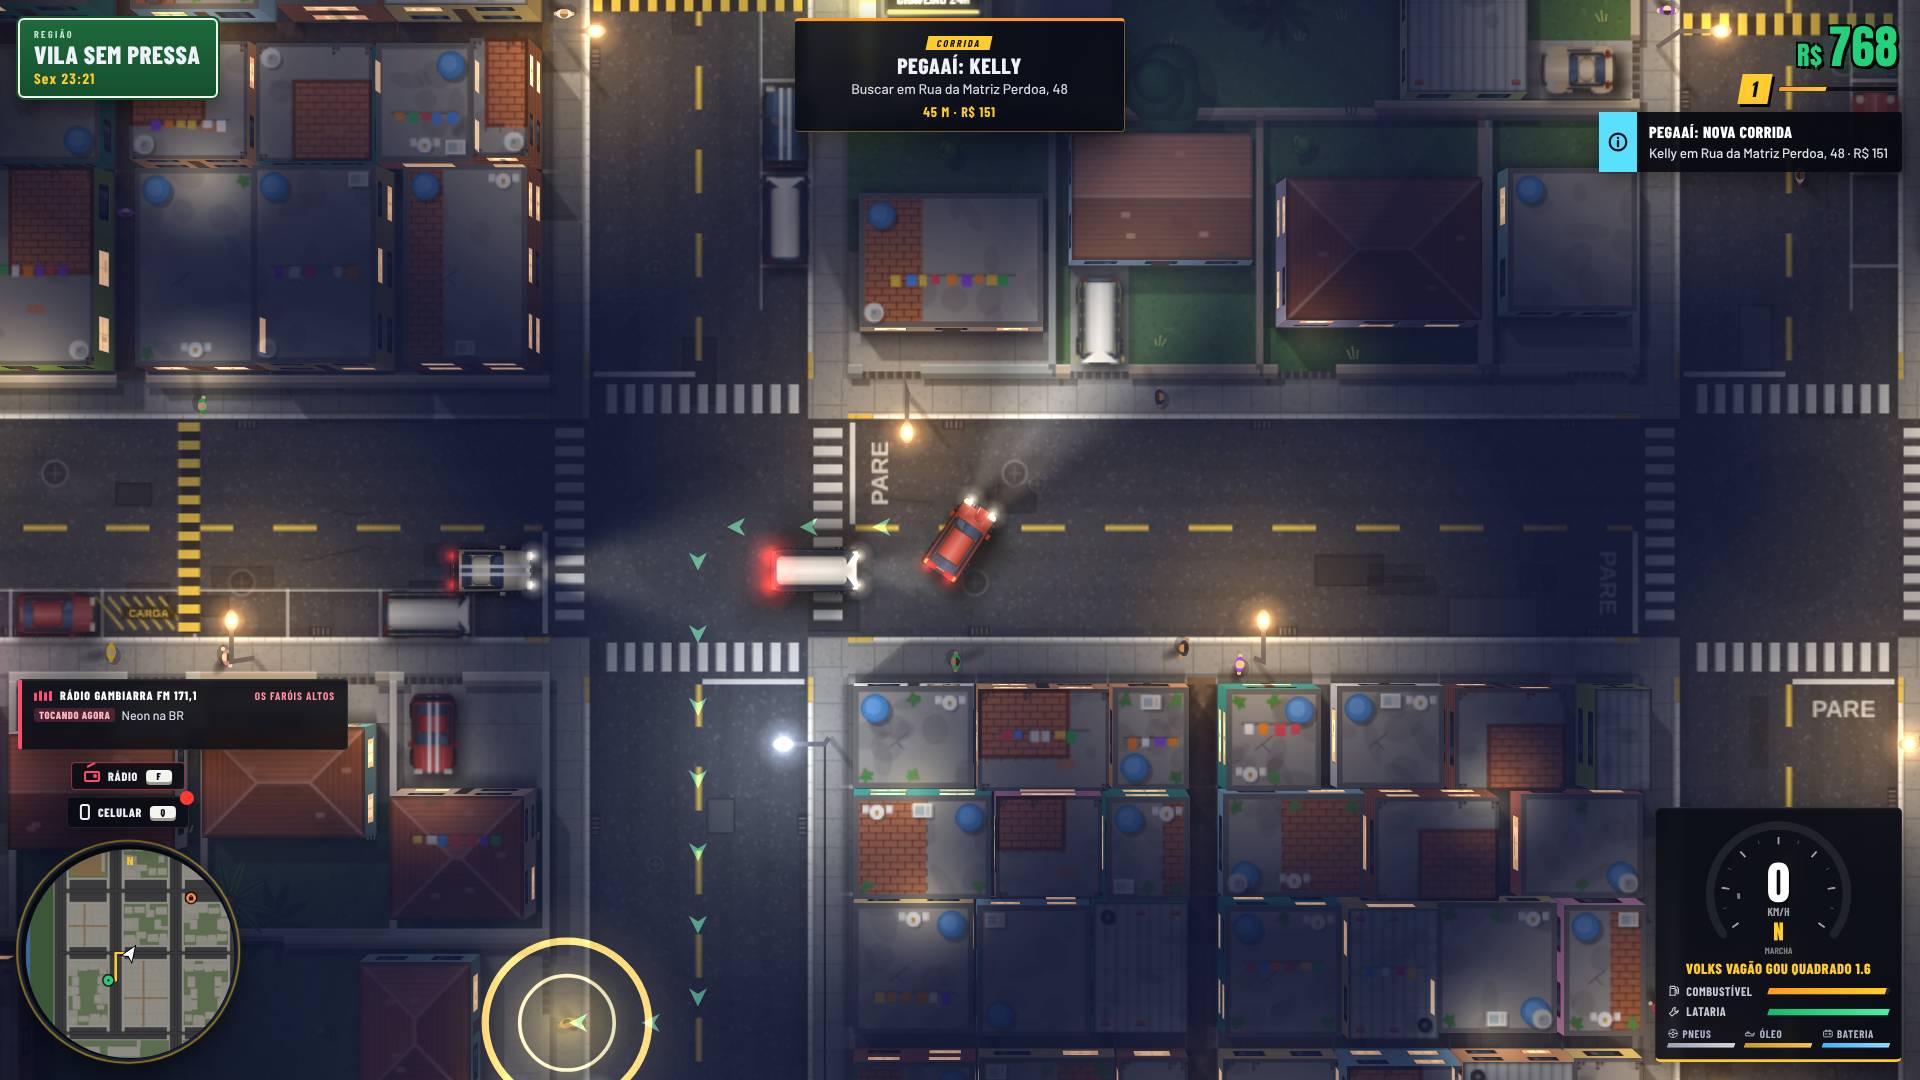 REGIÃO
VILA SEM PRESSA
Sex 23:21
CORRIDA
PEGAAÍ: KELLY
Buscar em Rua da Matriz Perdoa, 48
45 M · R$ 151
R$ 768
1
PEGAAÍ: NOVA CORRIDA
Kelly em Rua da Matriz Perdoa, 48 · R$ 151
PARE
PARE
PARE
CARGA
RÁDIO GAMBIARRA FM 171,1
OS FARÓIS ALTOS
TOCANDO AGORA Neon na BR
RÁDIO F
CELULAR Q
N
0
KM/H
N
MARCHA
VOLKS VAGÃO GOU QUADRADO 1.6
COMBUSTÍVEL
LATARIA
PNEUS
ÓLEO
BATERIA